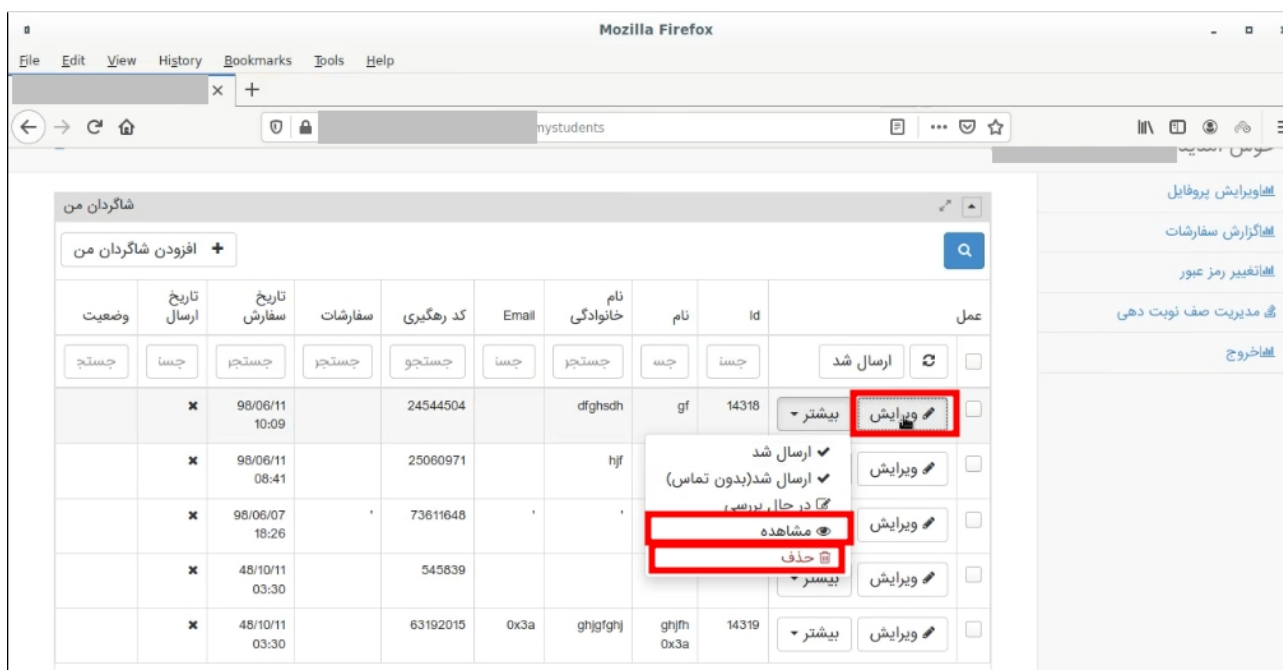 Mozilla Firefox
File Edit View History Bookmarks Tools Help
mystudents
خوش آمدید
ویرایش پروفایل
گزارش سفارشات
تغییر رمز عبور
مدیریت صف نوبت دهی
خروج
شاگردان من
افزودن شاگردان من
عمل Id نام نام خانوادگی Email کد رهگیری سفارشات تاریخ سفارش تاریخ ارسال وضعیت
ارسال شد جستجو
ویرایش بیشتر 14318 gf dfghsdh 24544504 98/06/11 10:09
ارسال شد
ارسال شد(بدون تماس)
در حال بررسی
مشاهده
حذف
ویرایش hjf 25060971 98/06/11 08:41
ویرایش ' ' 73611648 ' 98/06/07 18:26
ویرایش بیشتر 545839 48/10/11 03:30
ویرایش بیشتر 14319 ghjfh 0x3a ghjgfghj 0x3a 63192015 48/10/11 03:30